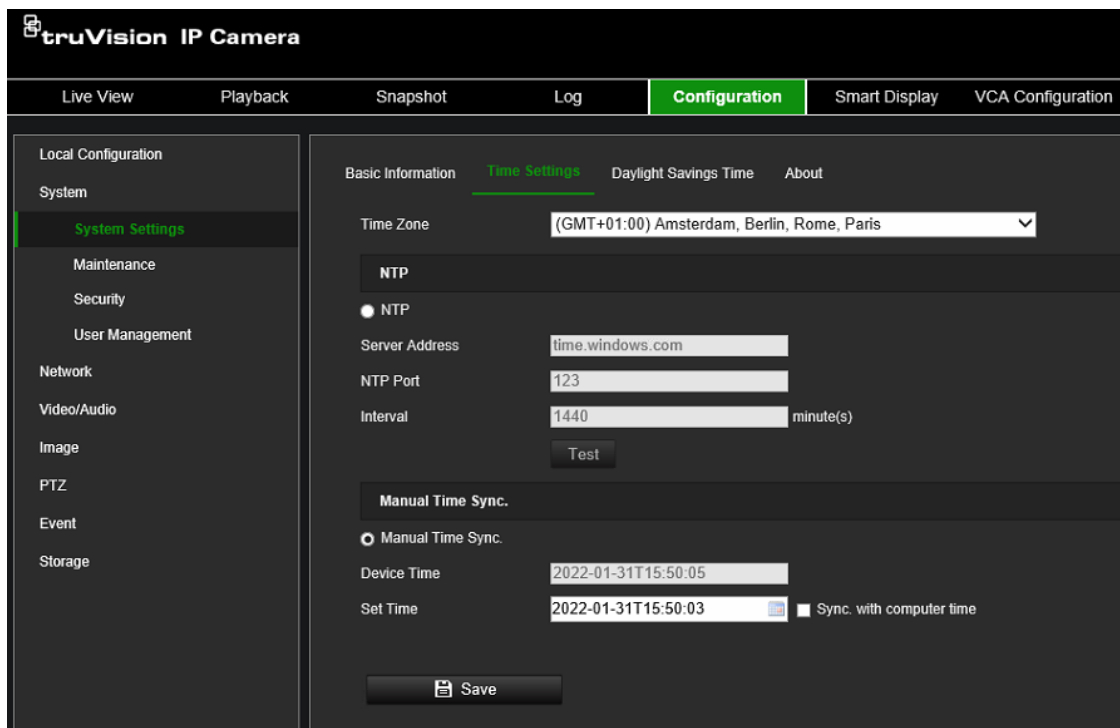 truVision IP Camera
Live View Playback Snapshot Log Configuration Smart Display VCA Configuration
Local Configuration
System
System Settings
Maintenance
Security
User Management
Network
Video/Audio
Image
PTZ
Event
Storage
Basic Information Time Settings Daylight Savings Time About
Time Zone (GMT+01:00) Amsterdam, Berlin, Rome, Paris
NTP
NTP
Server Address time.windows.com
NTP Port 123
Interval 1440 minute(s)
Test
Manual Time Sync.
Manual Time Sync.
Device Time 2022-01-31T15:50:05
Set Time 2022-01-31T15:50:03 Sync. with computer time
Save